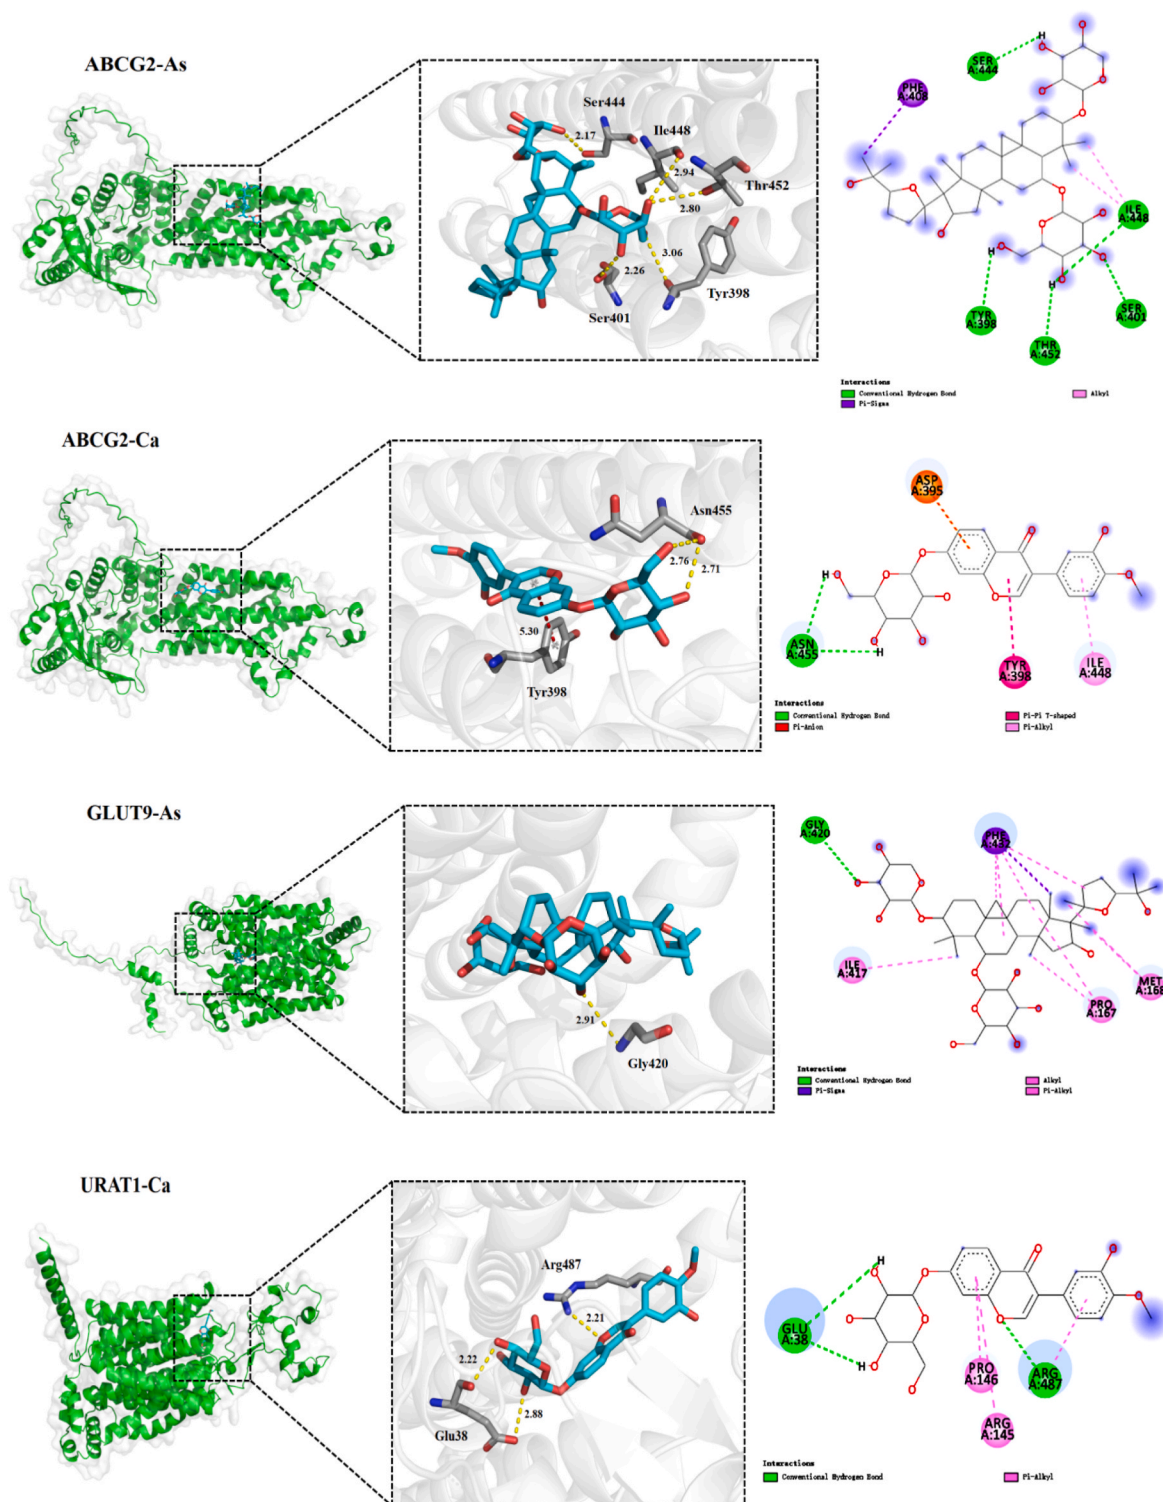 ABCG2-As
Ser444
2.17
Ile448
2.94
Thr452
2.80
3.06
2.26
Tyr398
Ser401
H
SER
A:444
PHE
A:408
ILE
A:448
TYR
A:398
THR
A:452
SER
A:401
Interactions
Conventional Hydrogen Bond
Pi-Sigma
Alkyl
ABCG2-Ca
Asn455
2.76
2.71
5.30
Tyr398
ASP
A:395
ASN
A:455
TYR
A:398
ILE
A:448
Interactions
Conventional Hydrogen Bond
Pi-Anion
Pi-Pi T-shaped
Pi-Alkyl
GLUT9-As
2.91
Gly420
GLY
A:420
PHE
A:432
ILE
A:417
PRO
A:167
MET
Interactions
Conventional Hydrogen Bond
Pi-Sigma
Alkyl
Pi-Alkyl
URAT1-Ca
Arg487
2.21
2.22
2.88
Glu38
GLU
A:38
PRO
A:146
ARG
A:487
ARG
A:145
Interactions
Conventional Hydrogen Bond
Pi-Alkyl